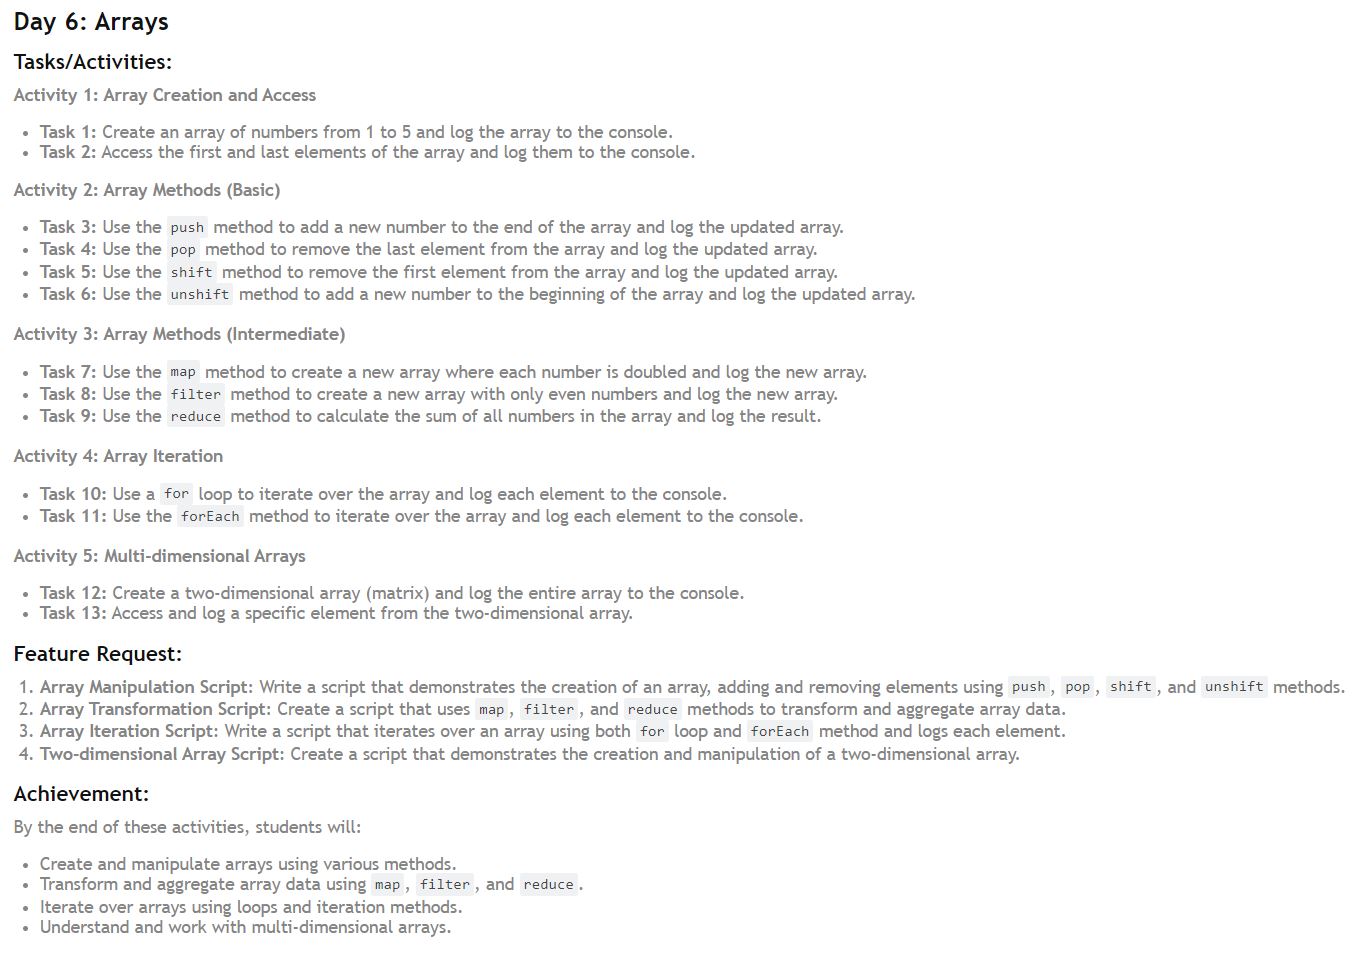 Day 6: Arrays
Tasks/Activities:
Activity 1: Array Creation and Access
• Task 1: Create an array of numbers from 1 to 5 and log the array to the console.
• Task 2: Access the first and last elements of the array and log them to the console.
Activity 2: Array Methods (Basic)
• Task 3: Use the push method to add a new number to the end of the array and log the updated array.
• Task 4: Use the pop method to remove the last element from the array and log the updated array.
• Task 5: Use the shift method to remove the first element from the array and log the updated array.
• Task 6: Use the unshift method to add a new number to the beginning of the array and log the updated array.
Activity 3: Array Methods (Intermediate)
• Task 7: Use the map method to create a new array where each number is doubled and log the new array.
• Task 8: Use the filter method to create a new array with only even numbers and log the new array.
• Task 9: Use the reduce method to calculate the sum of all numbers in the array and log the result.
Activity 4: Array Iteration
• Task 10: Use a for loop to iterate over the array and log each element to the console.
• Task 11: Use the forEach method to iterate over the array and log each element to the console.
Activity 5: Multi-dimensional Arrays
• Task 12: Create a two-dimensional array (matrix) and log the entire array to the console.
• Task 13: Access and log a specific element from the two-dimensional array.
Feature Request:
1. Array Manipulation Script: Write a script that demonstrates the creation of an array, adding and removing elements using push, pop, shift, and unshift methods.
2. Array Transformation Script: Create a script that uses map, filter, and reduce methods to transform and aggregate array data.
3. Array Iteration Script: Write a script that iterates over an array using both for loop and forEach method and logs each element.
4. Two-dimensional Array Script: Create a script that demonstrates the creation and manipulation of a two-dimensional array.
Achievement:
By the end of these activities, students will:
• Create and manipulate arrays using various methods.
• Transform and aggregate array data using map, filter, and reduce.
• Iterate over arrays using loops and iteration methods.
• Understand and work with multi-dimensional arrays.